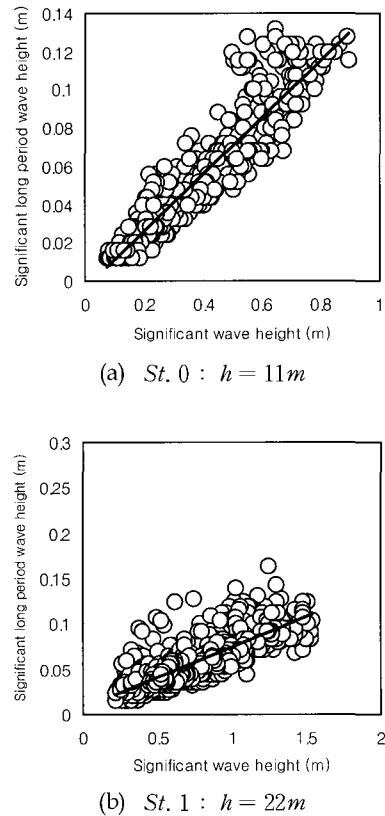 Significant long period wave height (m)
0.14
0.12
0.1
0.08
0.06
0.04
0.02
0
0 0.2 0.4 0.6 0.8 1
Significant wave height (m)
(a) St. 0 : h = 11m
Significant long period wave height (m)
0.3
0.25
0.2
0.15
0.1
0.05
0
0 0.5 1 1.5 2
Significant wave height (m)
(b) St. 1 : h = 22m